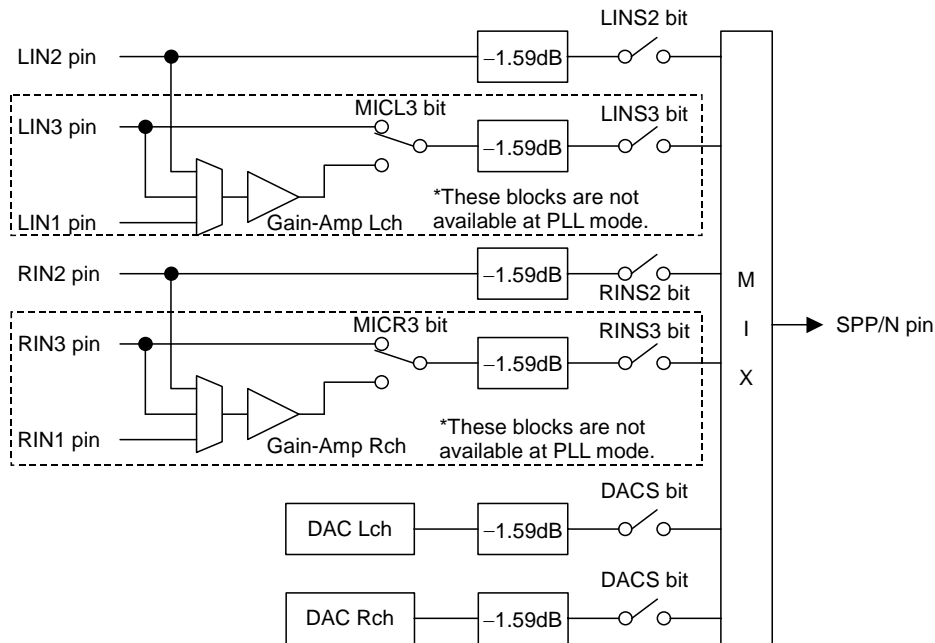 LINS2 bit
LIN2 pin
−1.59dB
MICL3 bit
LINS3 bit
LIN3 pin
−1.59dB
*These blocks are not
available at PLL mode.
LIN1 pin
Gain-Amp Lch
RIN2 pin
−1.59dB
RINS2 bit
MICR3 bit
RINS3 bit
RIN3 pin
−1.59dB
*These blocks are not
available at PLL mode.
RIN1 pin
Gain-Amp Rch
M
I
X
SPP/N pin
DACS bit
DAC Lch
−1.59dB
DACS bit
DAC Rch
−1.59dB